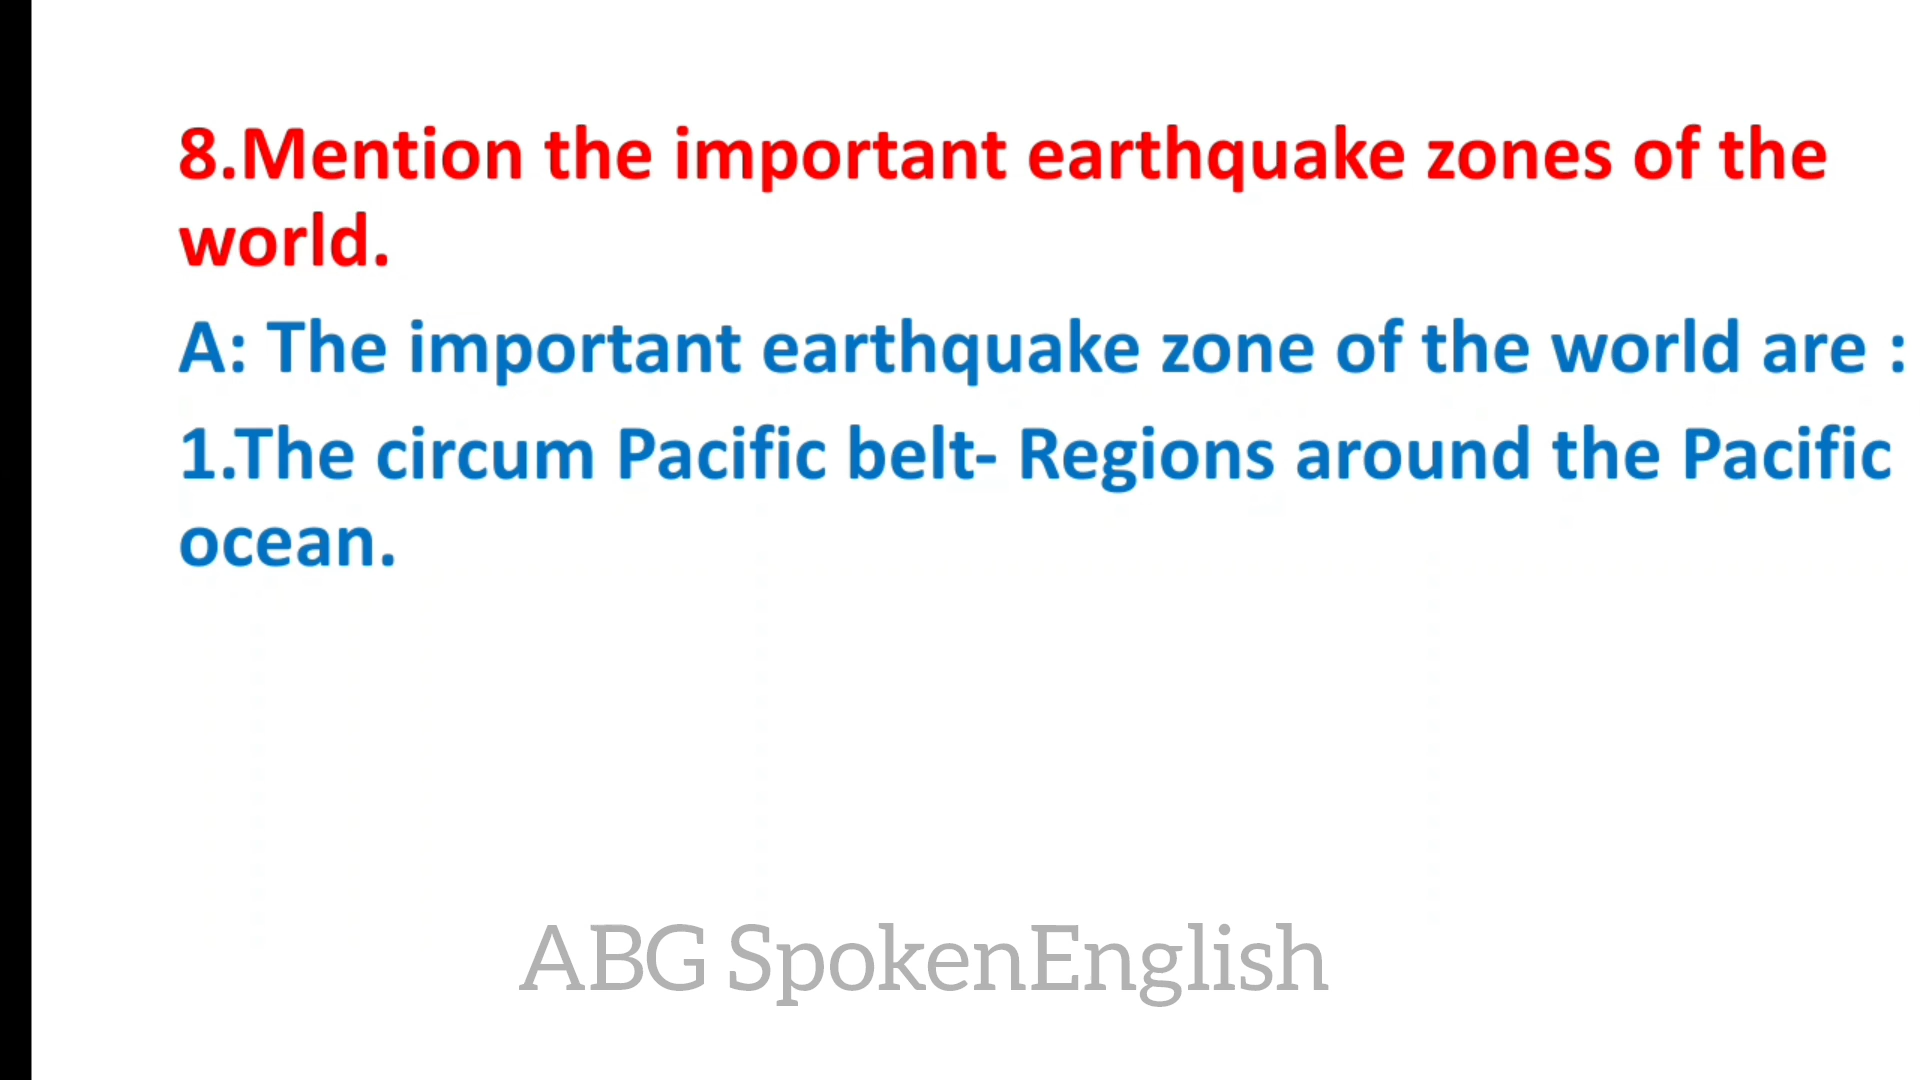 8.Mention the important earthquake zones of the
world.
A: The important earthquake zone of the world are :
1.The circum Pacific belt- Regions around the Pacific
ocean.
ABG SpokenEnglish